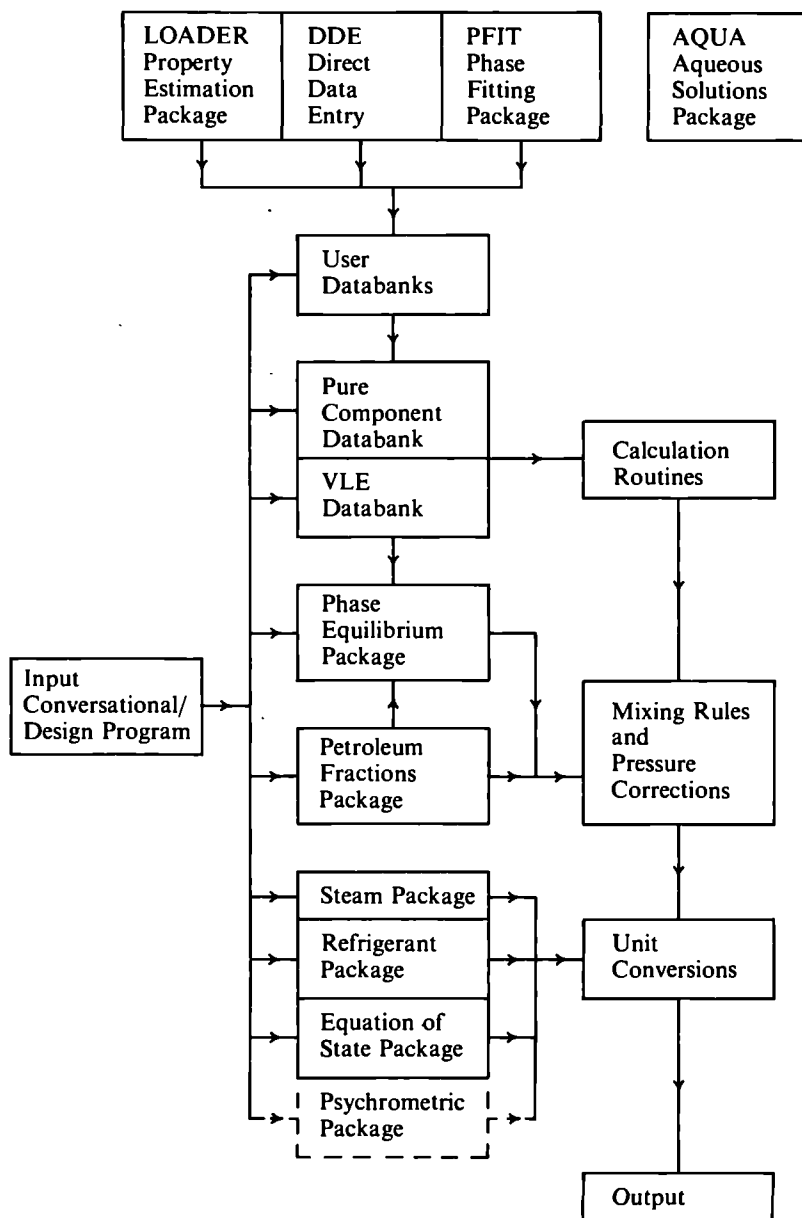 LOADER
Property
Estimation
Package
DDE
Direct
Data
Entry
PFIT
Phase
Fitting
Package
AQUA
Aqueous
Solutions
Package
User
Databanks
Pure
Component
Databank
VLE
Databank
Calculation
Routines
Phase
Equilibrium
Package
Input
Conversational/
Design Program
Petroleum
Fractions
Package
Mixing Rules
and
Pressure
Corrections
Steam Package
Refrigerant
Package
Equation of
State Package
Psychrometric
Package
Unit
Conversions
Output